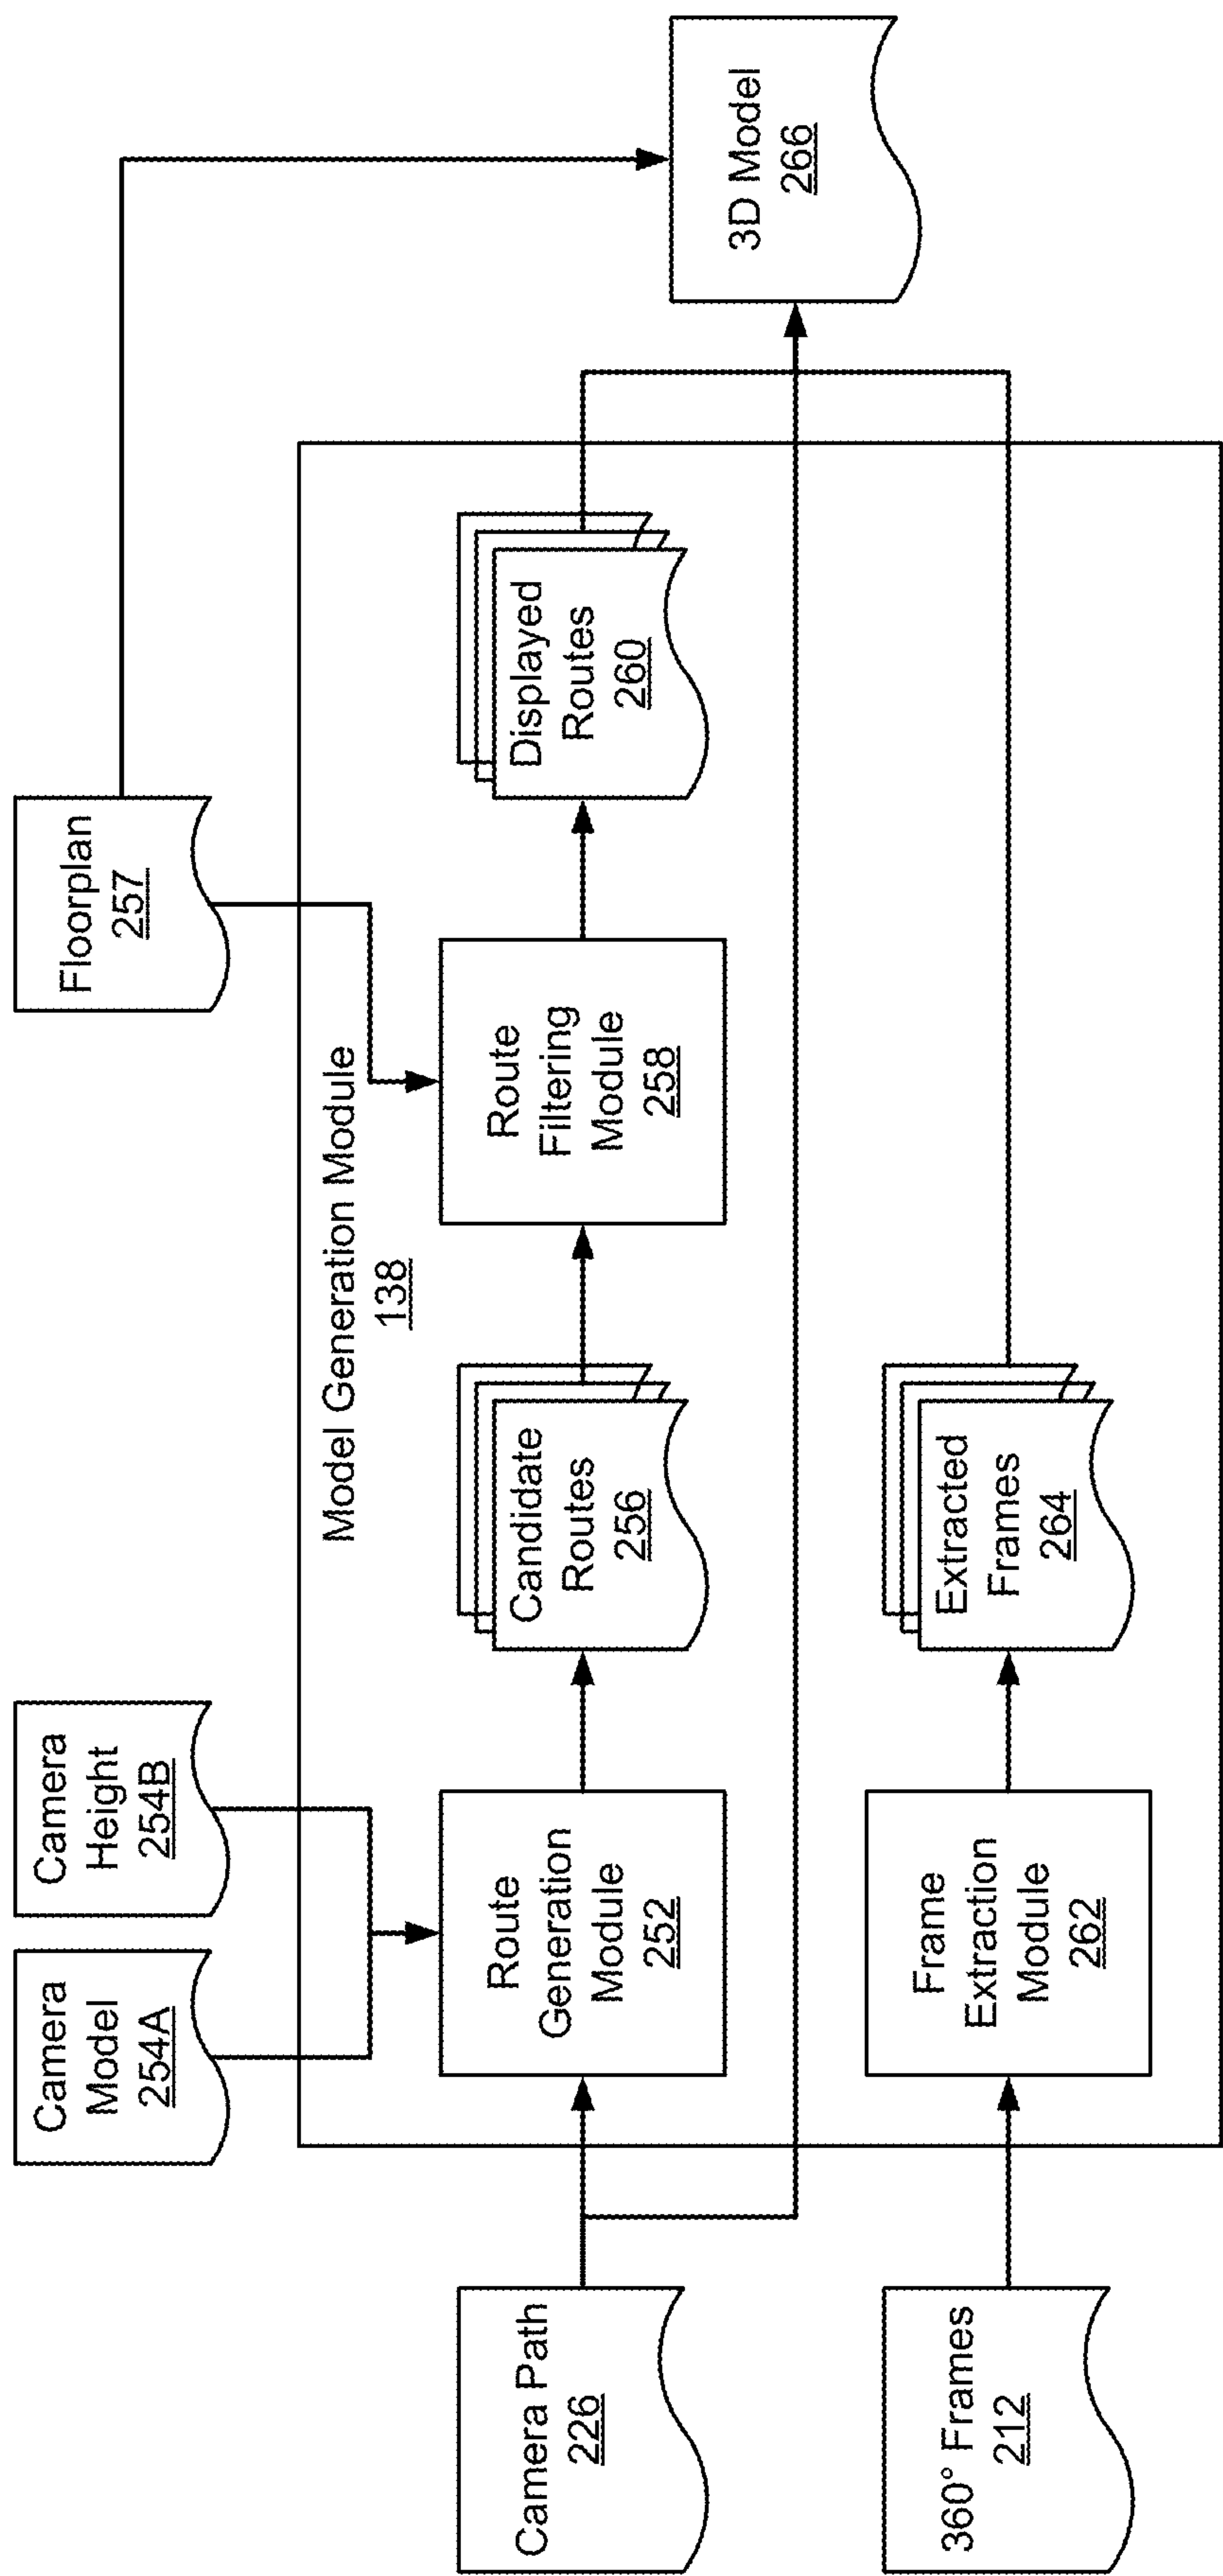 Camera
Model
254A
Camera
Height
254B
Floorplan
257
Model Generation Module
138
Camera Path
226
Route
Generation
Module
252
Candidate
Routes
256
Route
Filtering
Module
258
Displayed
Routes
260
3D Model
266
360° Frames
212
Frame
Extraction
Module
262
Extracted
Frames
264